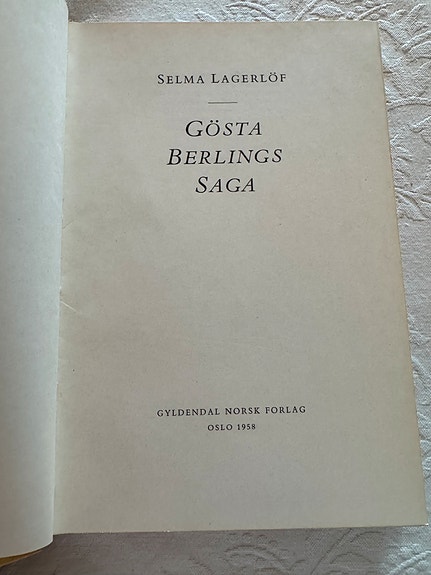 SELMA LAGERLÖF
GÖSTA
BERLINGS
SAGA
GYLDENDAL NORSK FORLAG
OSLO 1958